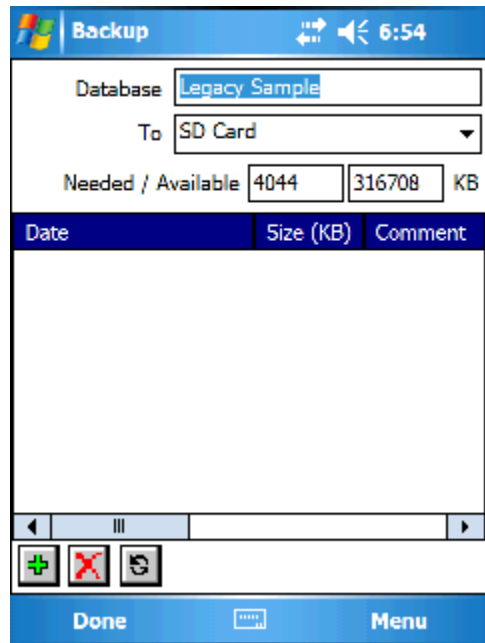 Backup 6:54
Database Legacy Sample
To SD Card
Needed / Available 4044 316708 KB
Date Size (KB) Comment
Done Menu